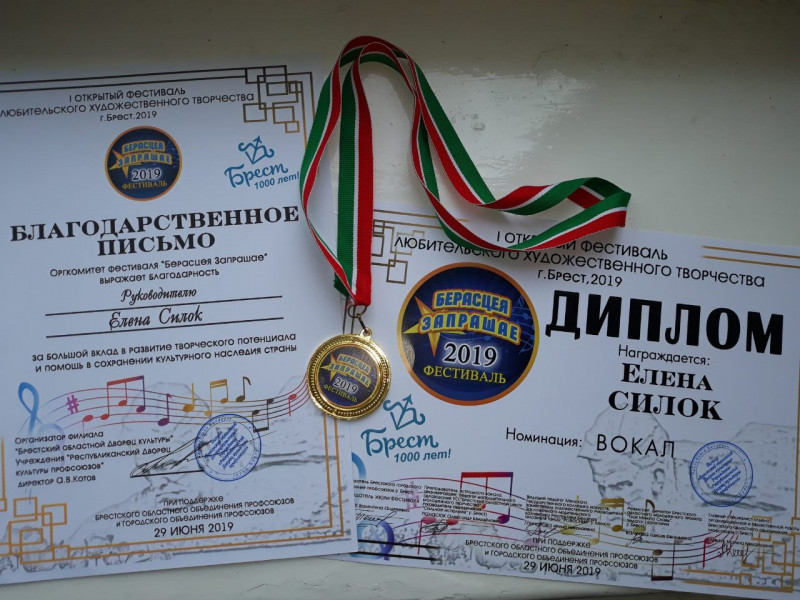 I ОТКРЫТЫЙ ФЕСТИВАЛЬ
ЛЮБИТЕЛЬСКОГО ХУДОЖЕСТВЕННОГО ТВОРЧЕСТВА
г.Брест,2019
БЕРАСЦЕЯ
ЗАПРАШАЕ
2019
ФЕСТИВАЛЬ
Брест
1000 лет!
БЛАГОДАРСТВЕННОЕ
ПИСЬМО
Оргкомитет фестиваля "Берасцея Запрашае"
выражает благодарность
Руководителю
Елена Силок
за большой вклад в развитие творческого потенциала
и помощь в сохранении культурного наследия страны
Организатор филиала
"Брестский областной Дворец культуры"
учреждения "Республиканский Дворец
культуры профсоюзов"
директор А.В.Котов
ПРИ ПОДДЕРЖКЕ
БРЕСТСКОГО ОБЛАСТНОГО ОБЪЕДИНЕНИЯ ПРОФСОЮЗОВ
И ГОРОДСКОГО ОБЪЕДИНЕНИЯ ПРОФСОЮЗОВ
29 ИЮНЯ 2019
БЕРАСЦЕЯ
ЗАПРАШАЕ
2019
ФЕСТИВАЛЬ
I ОТКРЫТЫЙ ФЕСТИВАЛЬ
ЛЮБИТЕЛЬСКОГО ХУДОЖЕСТВЕННОГО ТВОРЧЕСТВА
г.Брест,2019
БЕРАСЦЕЯ
ЗАПРАШАЕ
2019
ФЕСТИВАЛЬ
ДИПЛОМ
Награждается:
ЕЛЕНА
СИЛОК
Номинация: ВОКАЛ
Брест
1000 лет!
ПРИ ПОДДЕРЖКЕ
БРЕСТСКОГО ОБЛАСТНОГО ОБЪЕДИНЕНИЯ ПРОФСОЮЗОВ
И ГОРОДСКОГО ОБЪЕДИНЕНИЯ ПРОФСОЮЗОВ
29 ИЮНЯ 2019